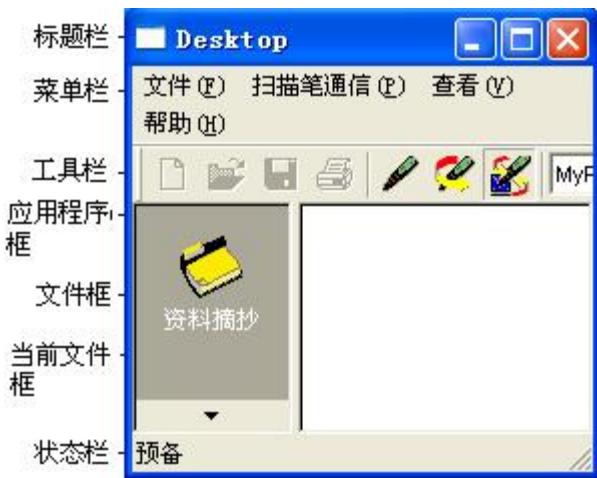 标题栏
Desktop
菜单栏
文件(F) 扫描笔通信(P) 查看(V)
帮助(H)
工具栏
MyF
应用程序
框
文件框
资料摘抄
当前文件
框
状态栏
预备